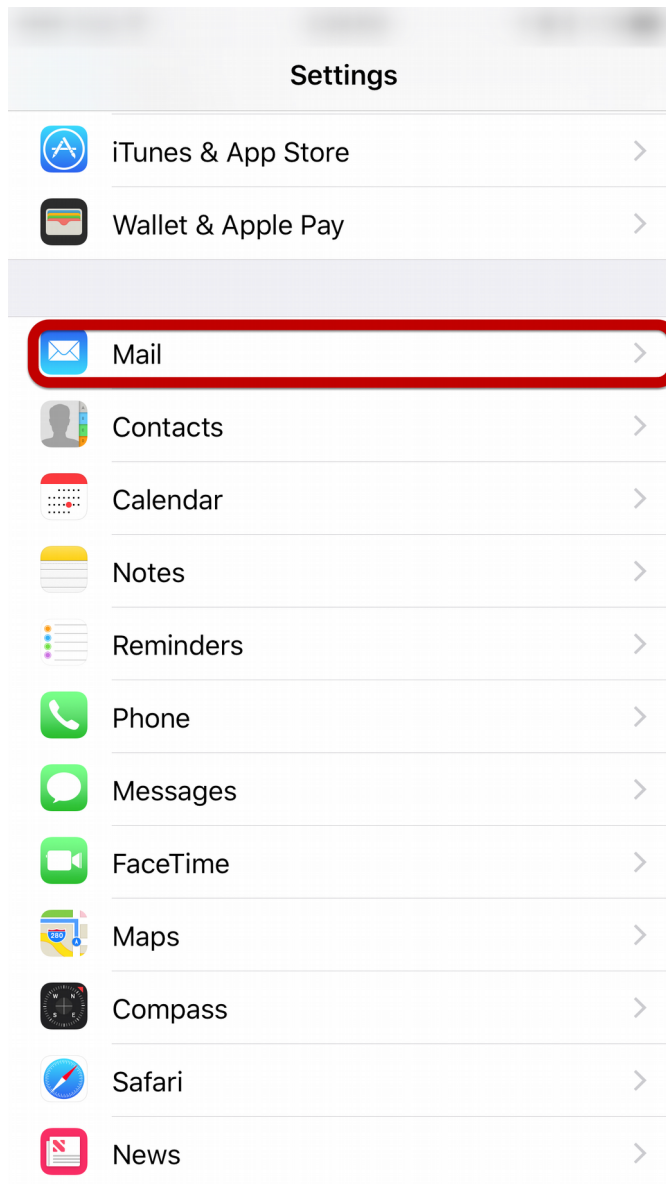 Settings
iTunes & App Store
Wallet & Apple Pay
Mail
Contacts
Calendar
Notes
Reminders
Phone
Messages
FaceTime
280
Maps
W N
S E
Compass
Safari
N
News